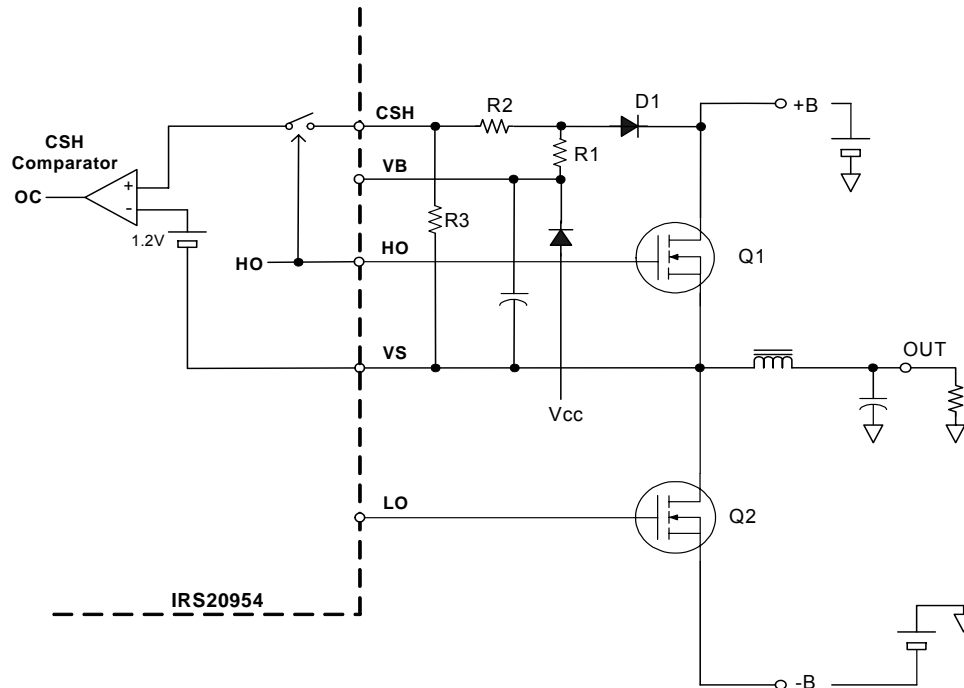 D1
R2
+B
CSH
CSH
Comparator
R1
VB
+
OC
-
R3
1.2V
HO
HO
Q1
VS
OUT
Vcc
LO
Q2
IRS20954
-B